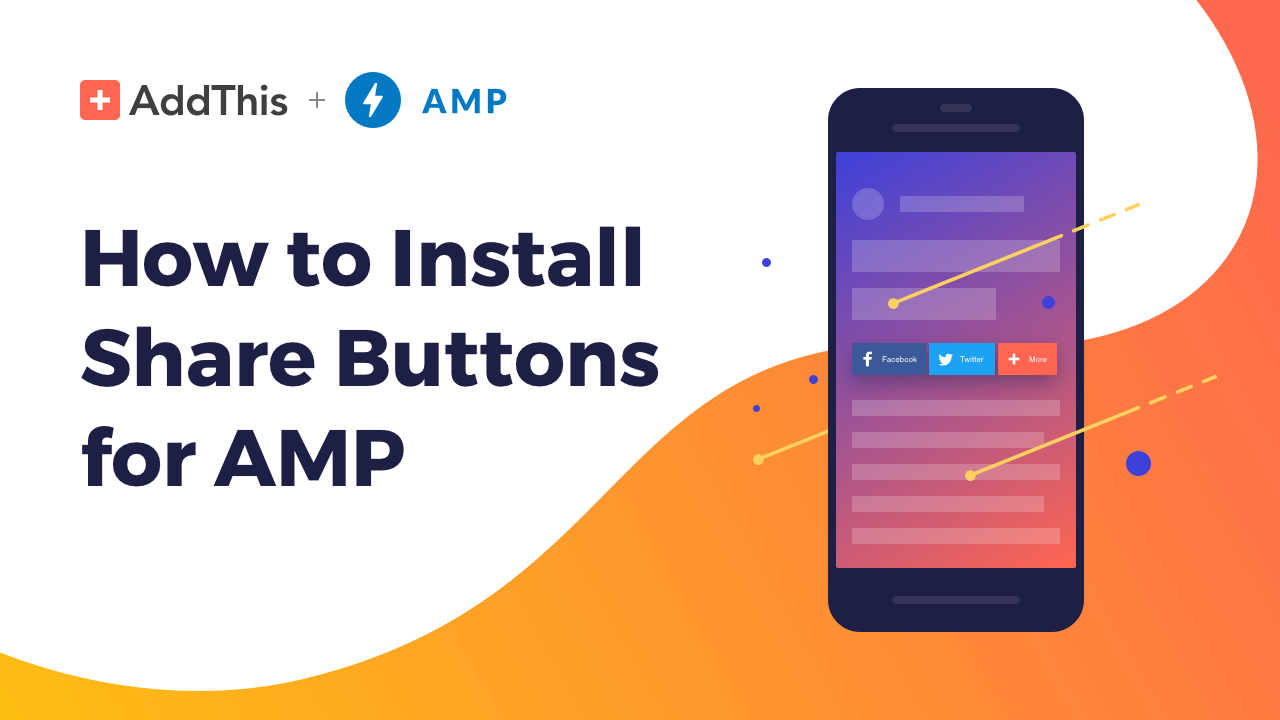 AddThis + AMP
How to Install
Share Buttons
for AMP
Facebook Twitter More